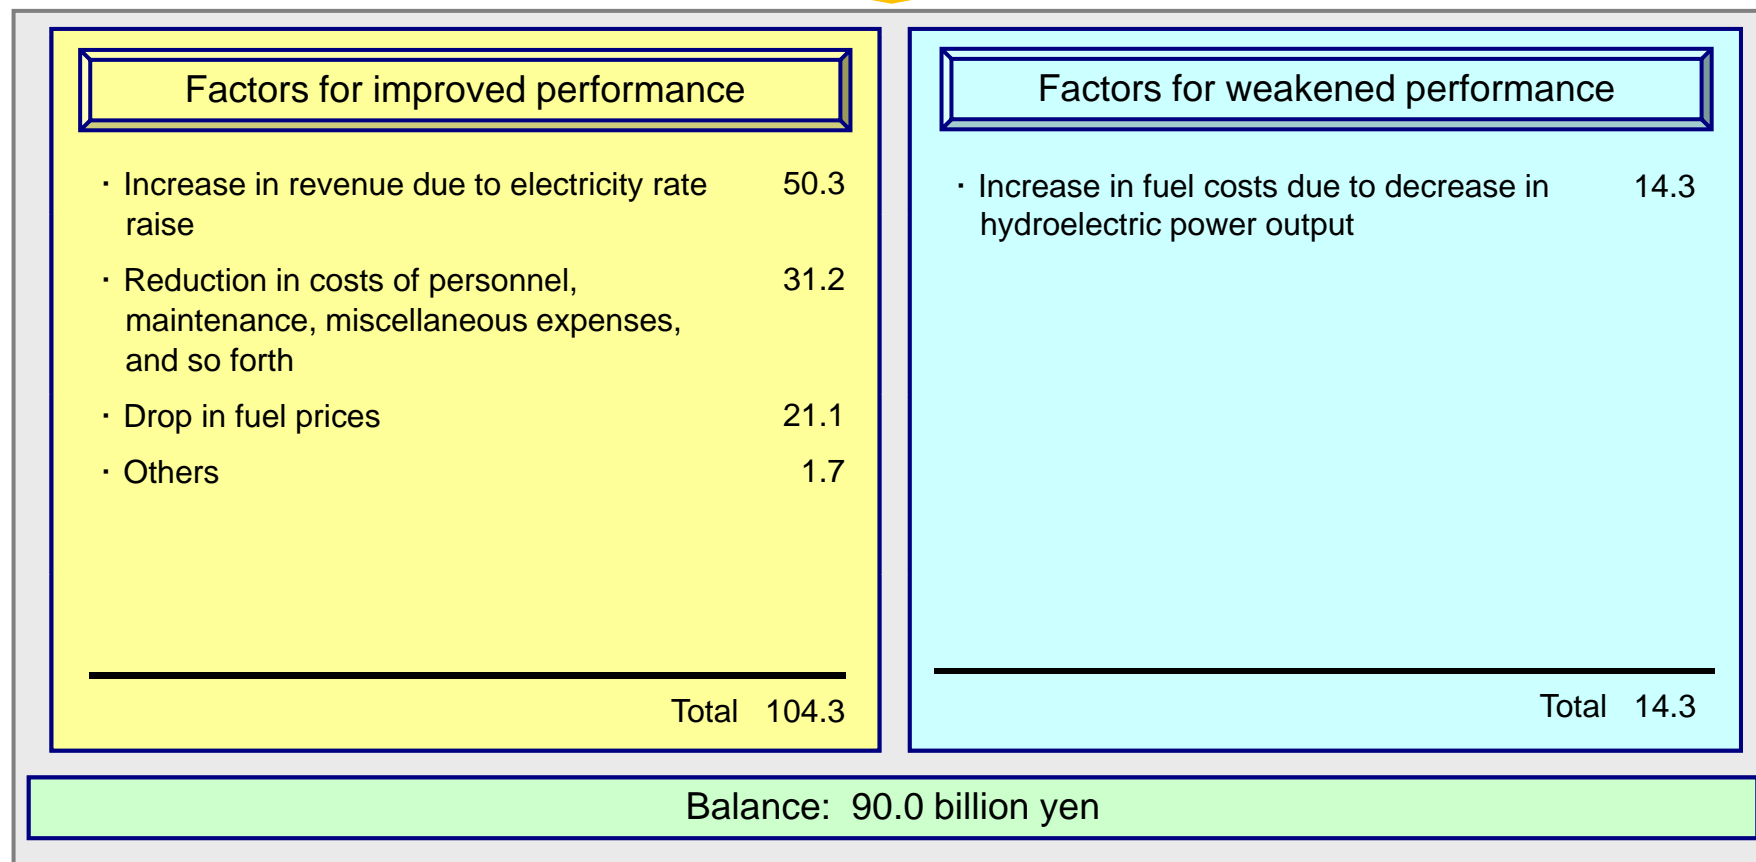 Factors for improved performance
・Increase in revenue due to electricity rate 50.3
raise
・Reduction in costs of personnel, 31.2
maintenance, miscellaneous expenses,
and so forth
・Drop in fuel prices 21.1
・Others 1.7
Total 104.3
Factors for weakened performance
・Increase in fuel costs due to decrease in 14.3
hydroelectric power output
Total 14.3
Balance: 90.0 billion yen